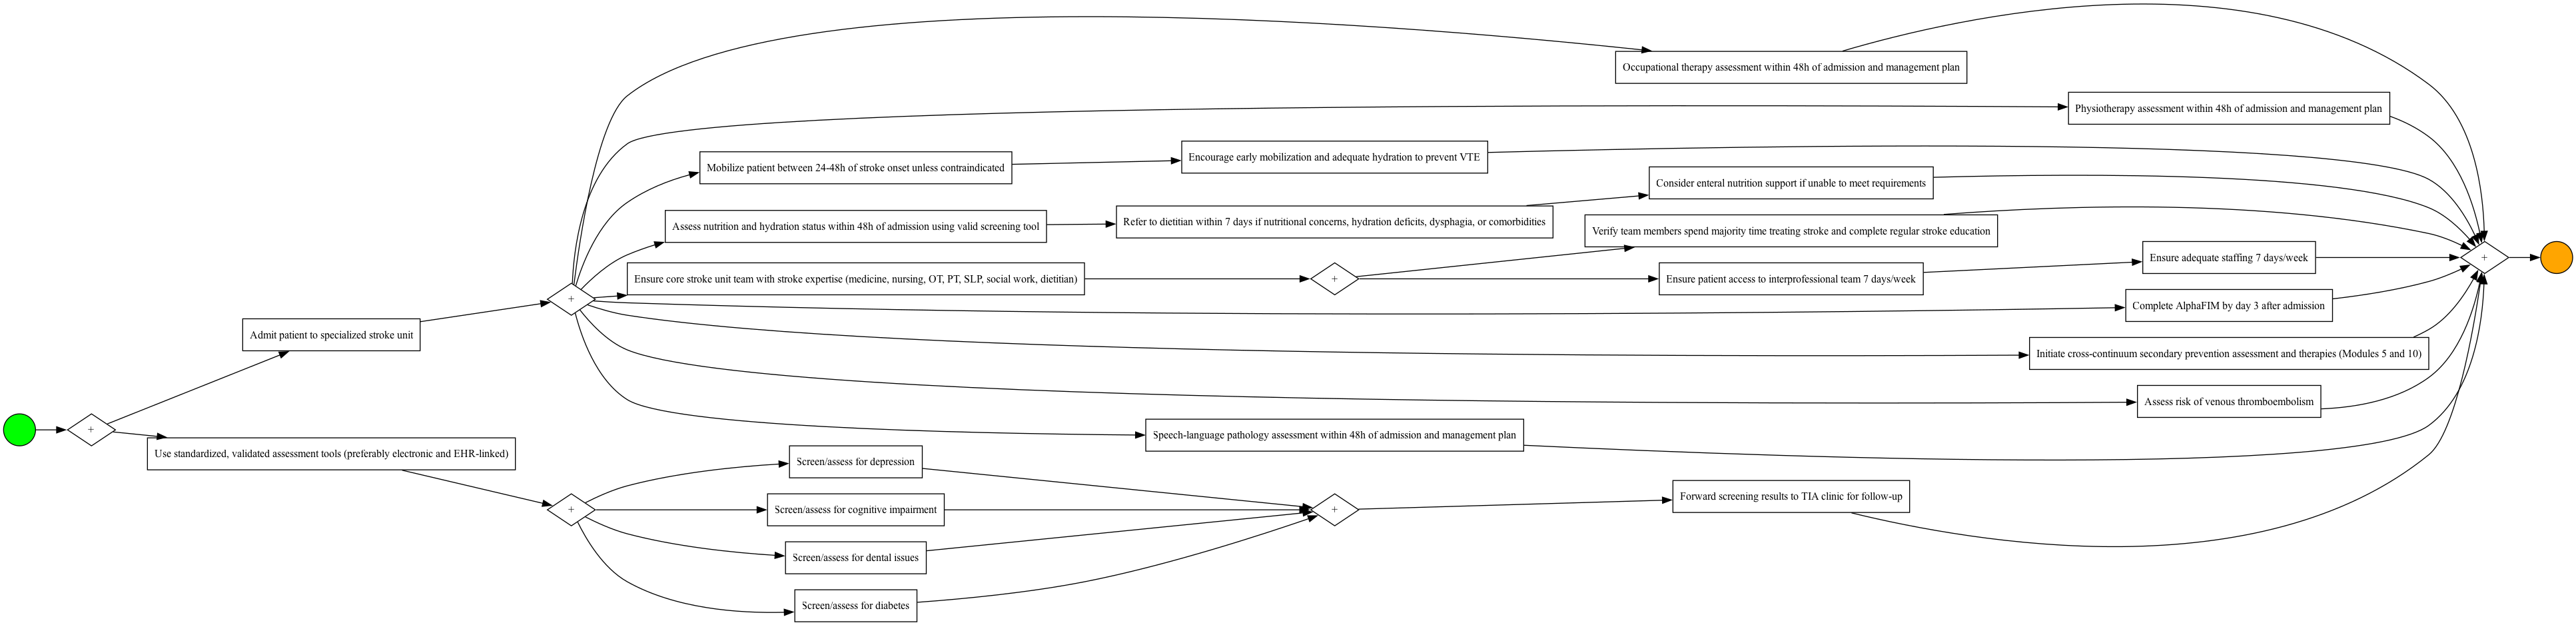 Occupational therapy assessment within 48h of admission and management plan
Physiotherapy assessment within 48h of admission and management plan
Encourage early mobilization and adequate hydration to prevent VTE
Mobilize patient between 24-48h of stroke onset unless contraindicated
Consider enteral nutrition support if unable to meet requirements
Refer to dietitian within 7 days if nutritional concerns, hydration deficits, dysphagia, or comorbidities
Assess nutrition and hydration status within 48h of admission using valid screening tool
Verify team members spend majority time treating stroke and complete regular stroke education
Ensure adequate staffing 7 days/week
+
Ensure core stroke unit team with stroke expertise (medicine, nursing, OT, PT, SLP, social work, dietitian)
+
Ensure patient access to interprofessional team 7 days/week
+
Complete AlphaFIM by day 3 after admission
Admit patient to specialized stroke unit
Initiate cross-continuum secondary prevention assessment and therapies (Modules 5 and 10)
Assess risk of venous thromboembolism
+
Speech-language pathology assessment within 48h of admission and management plan
Use standardized, validated assessment tools (preferably electronic and EHR-linked)
Screen/assess for depression
Forward screening results to TIA clinic for follow-up
+
Screen/assess for cognitive impairment
+
Screen/assess for dental issues
Screen/assess for diabetes